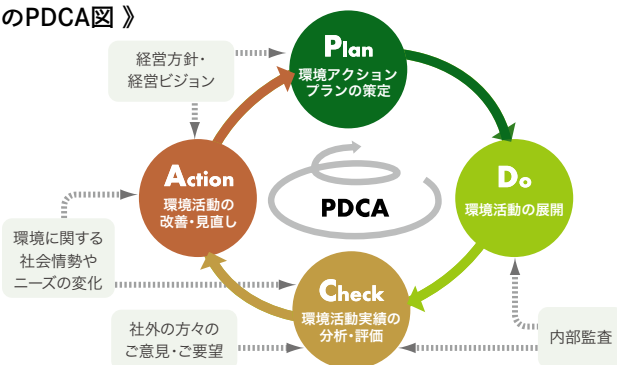 のPDCA図 》
経営方針・
経営ビジョン
Plan
環境アクション
プランの策定
Action
環境活動の
改善・見直し
PDCA
Do
環境活動の展開
環境に関する
社会情勢や
ニーズの変化
Check
環境活動実績の
分析・評価
社外の方々の
ご意見・ご要望
内部監査